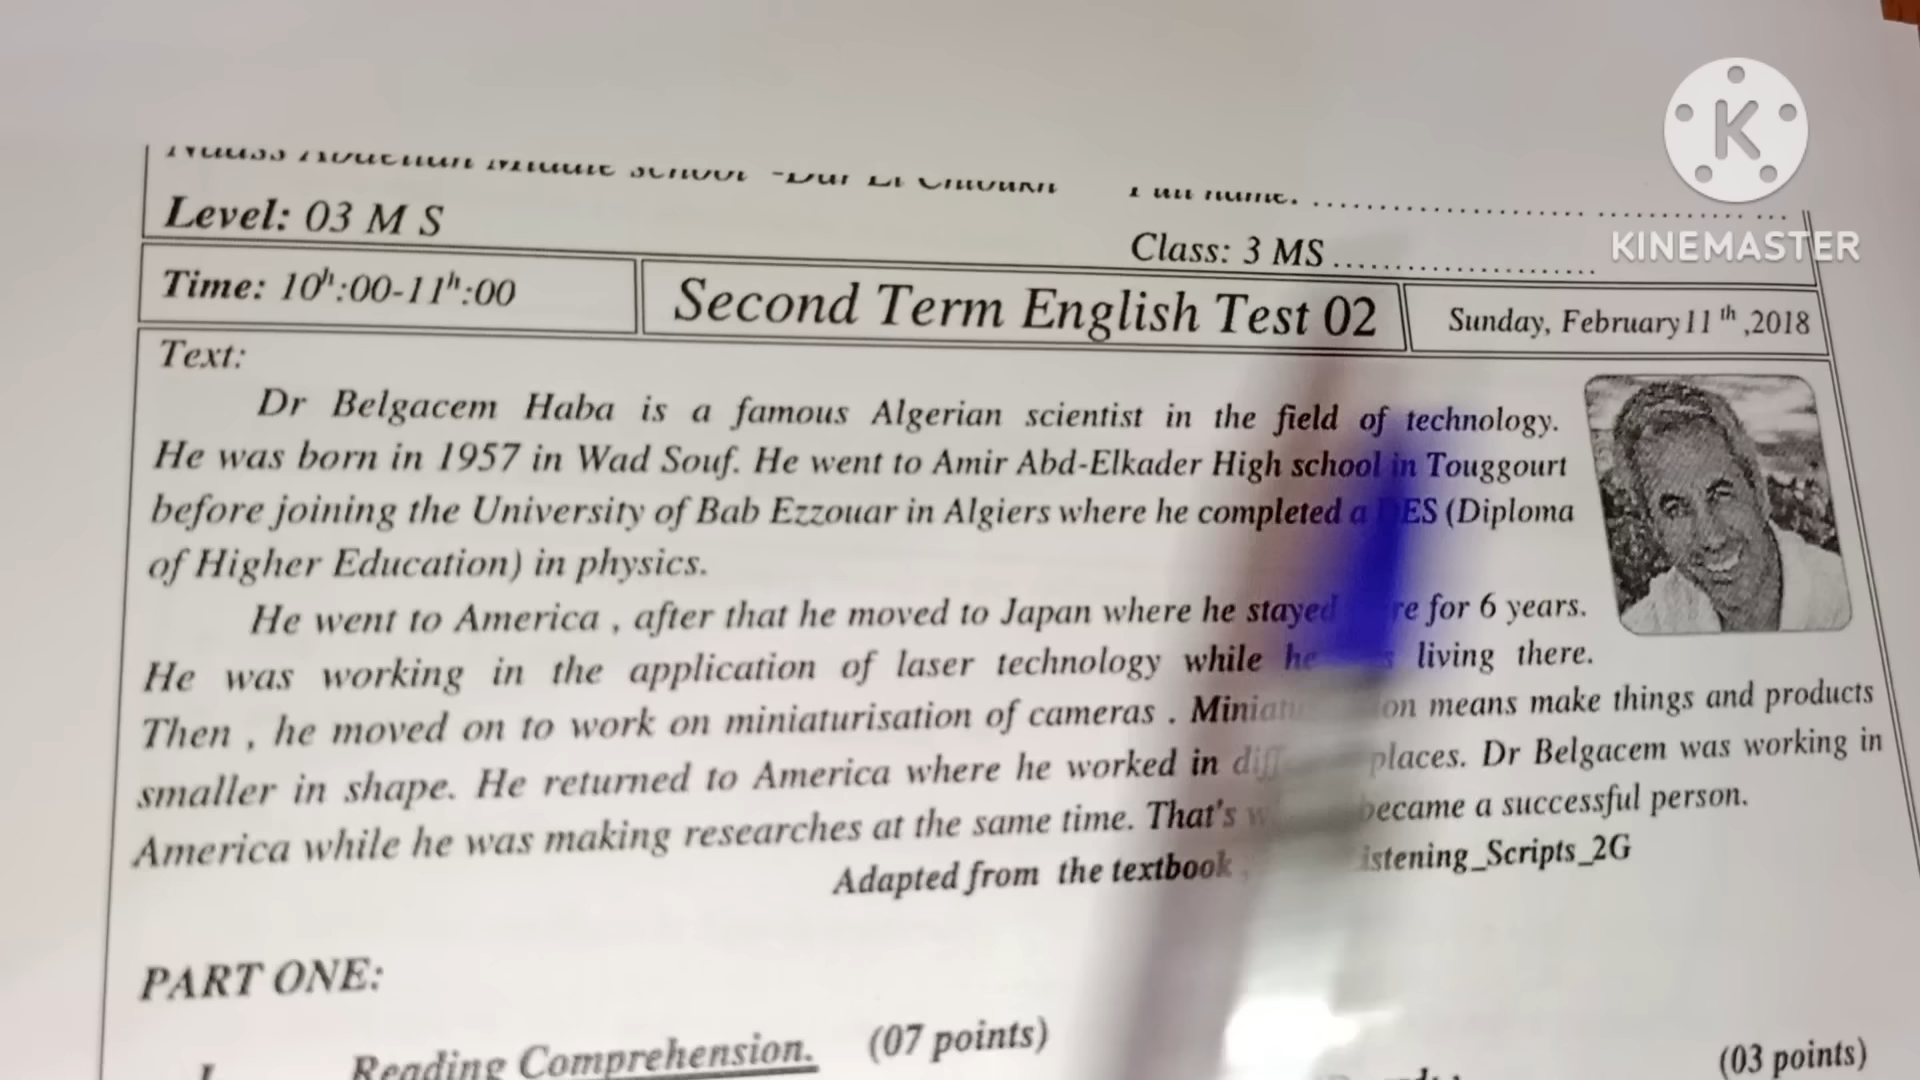 Middle school
Full name:
KINEMASTER
Level: 03 M S
Class: 3 MS
Time: 10h:00-11h:00
Second Term English Test 02
Sunday, February 11 th ,2018
Text:
Dr Belgacem Haba is a famous Algerian scientist in the field of technology.
He was born in 1957 in Wad Souf. He went to Amir Abd-Elkader High school in Touggourt
before joining the University of Bab Ezzouar in Algiers where he completed a ES (Diploma
of Higher Education) in physics.
He went to America , after that he moved to Japan where he stayed for 6 years.
He was working in the application of laser technology while he living there.
Then , he moved on to work on miniaturisation of cameras . means make things and products
smaller in shape. He returned to America where he worked in places. Dr Belgacem was working in
America while he was making researches at the same time. That's became a successful person.
Adapted from the textbook istening_Scripts_2G
PART ONE:
I. Reading Comprehension. (07 points)
(03 points)